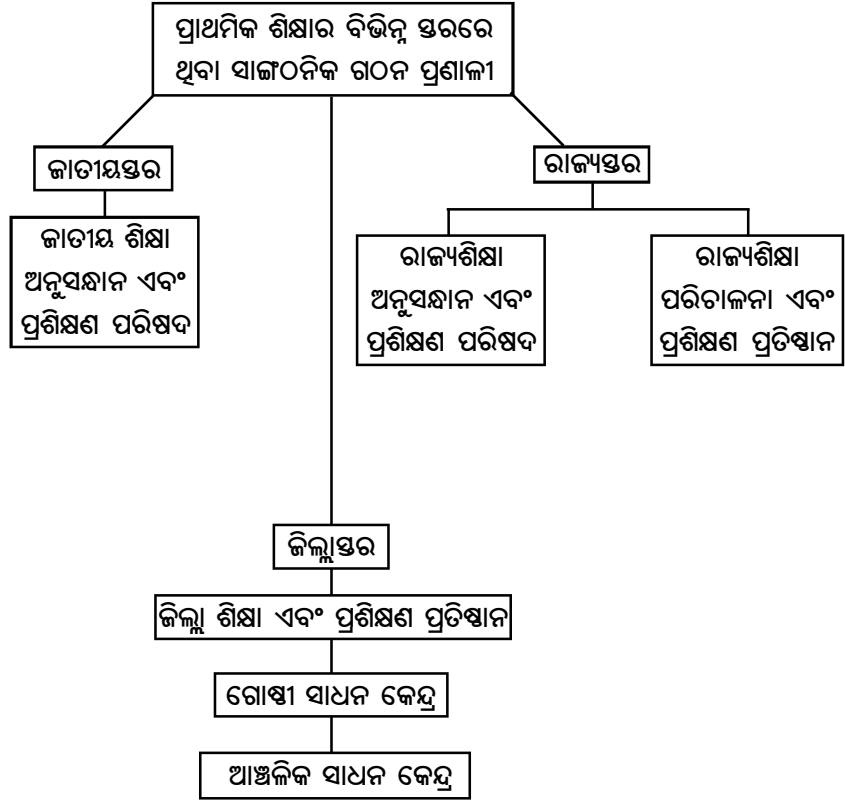 ପ୍ରାଥମିକ ଶିକ୍ଷାର ବିଭିନ୍ନ ସ୍ତରରେ
ଥିବା ସାଙ୍ଗଠନିକ ଗଠନ ପ୍ରଣାଳୀ
ଜାତୀୟସ୍ତର
ଜାତୀୟ ଶିକ୍ଷା
ଅନୁସନ୍ଧାନ ଏବଂ
ପ୍ରଶିକ୍ଷଣ ପରିଷଦ
ରାଜ୍ୟସ୍ତର
ରାଜ୍ୟଶିକ୍ଷା
ଅନୁସନ୍ଧାନ ଏବଂ
ପ୍ରଶିକ୍ଷଣ ପରିଷଦ
ରାଜ୍ୟଶିକ୍ଷା
ପରିଚାଳନା ଏବଂ
ପ୍ରଶିକ୍ଷଣ ପ୍ରତିଷ୍ଠାନ
ଜିଲ୍ଲାସ୍ତର
ଜିଲ୍ଲା ଶିକ୍ଷା ଏବଂ ପ୍ରଶିକ୍ଷଣ ପ୍ରତିଷ୍ଠାନ
ଗୋଷ୍ଠୀ ସାଧନ କେନ୍ଦ୍ର
ଆଞ୍ଚଳିକ ସାଧନ କେନ୍ଦ୍ର